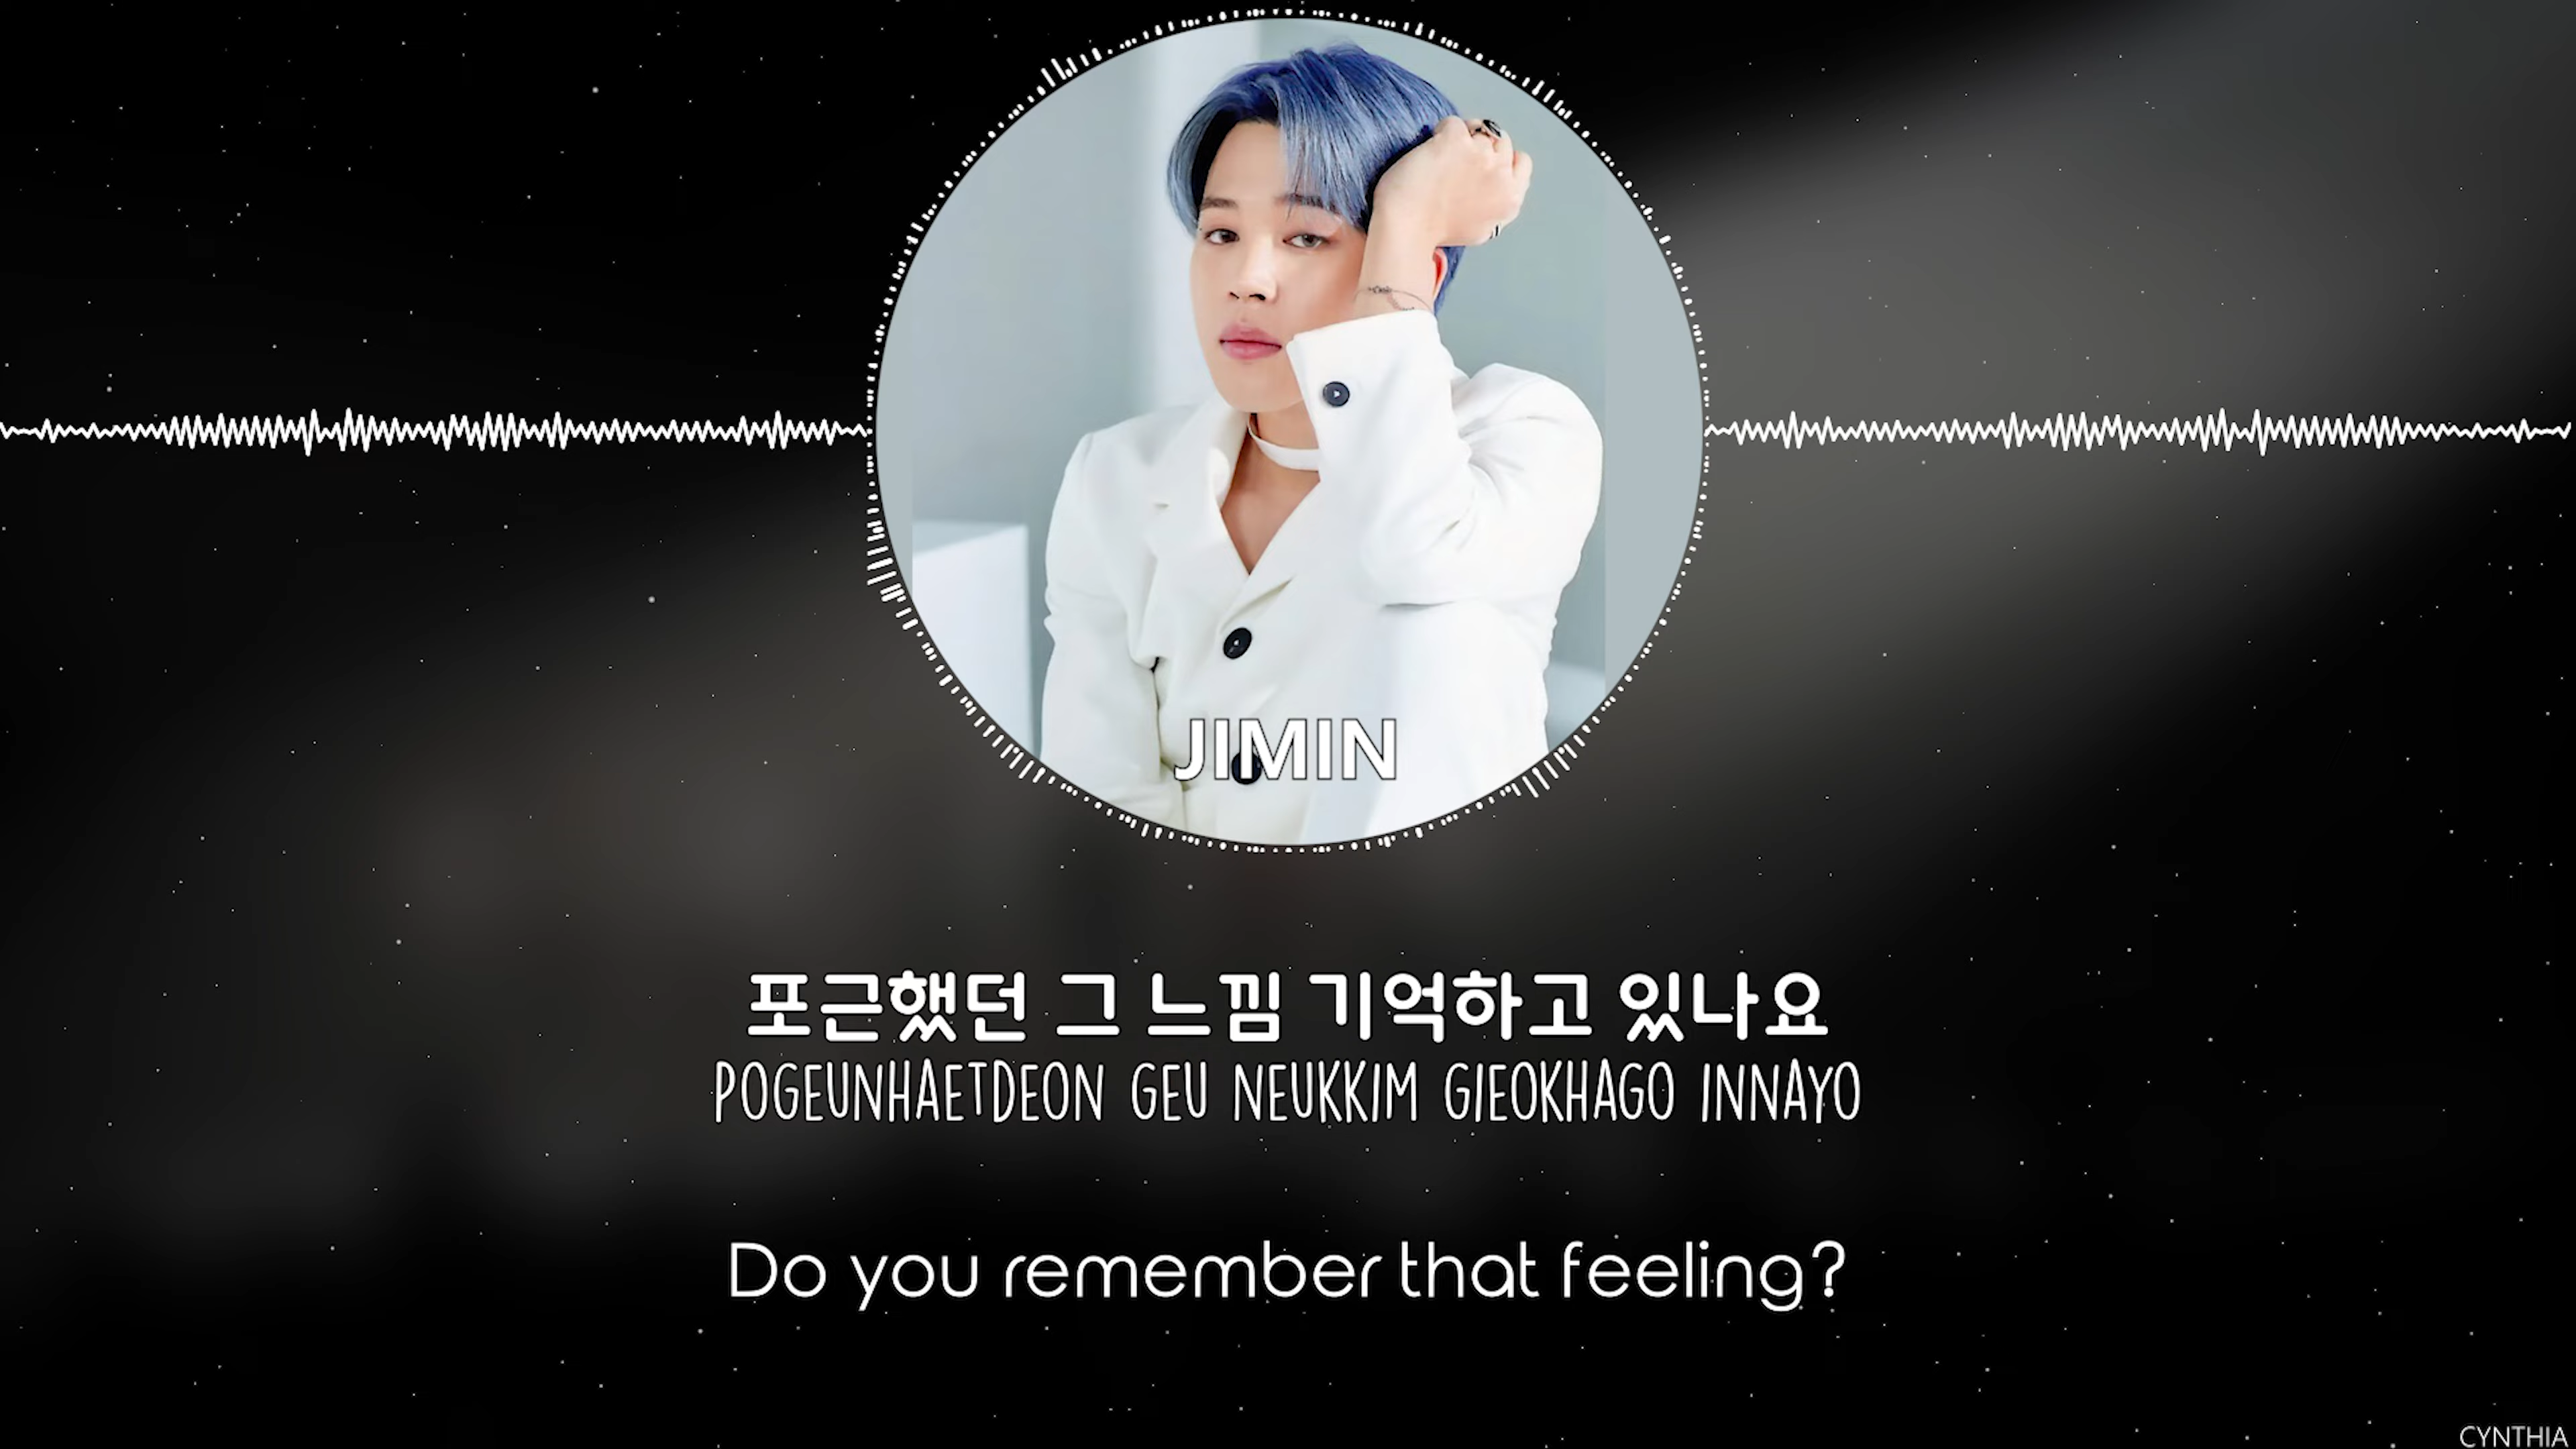 JIMIN
포근했던 그 느낌 기억하고 있나요
POGEUNHAETDEON GEU NEUKKIM GIEOKHAGO INNAYO
Do you remember that feeling?
CYNTHIA